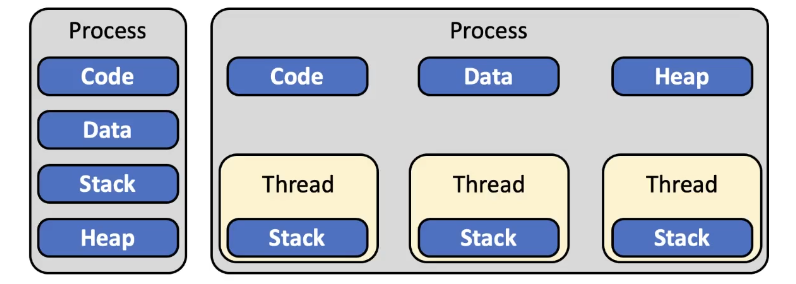 Process
Code
Data
Stack
Heap
Process
Code
Data
Heap
Thread
Stack
Thread
Stack
Thread
Stack